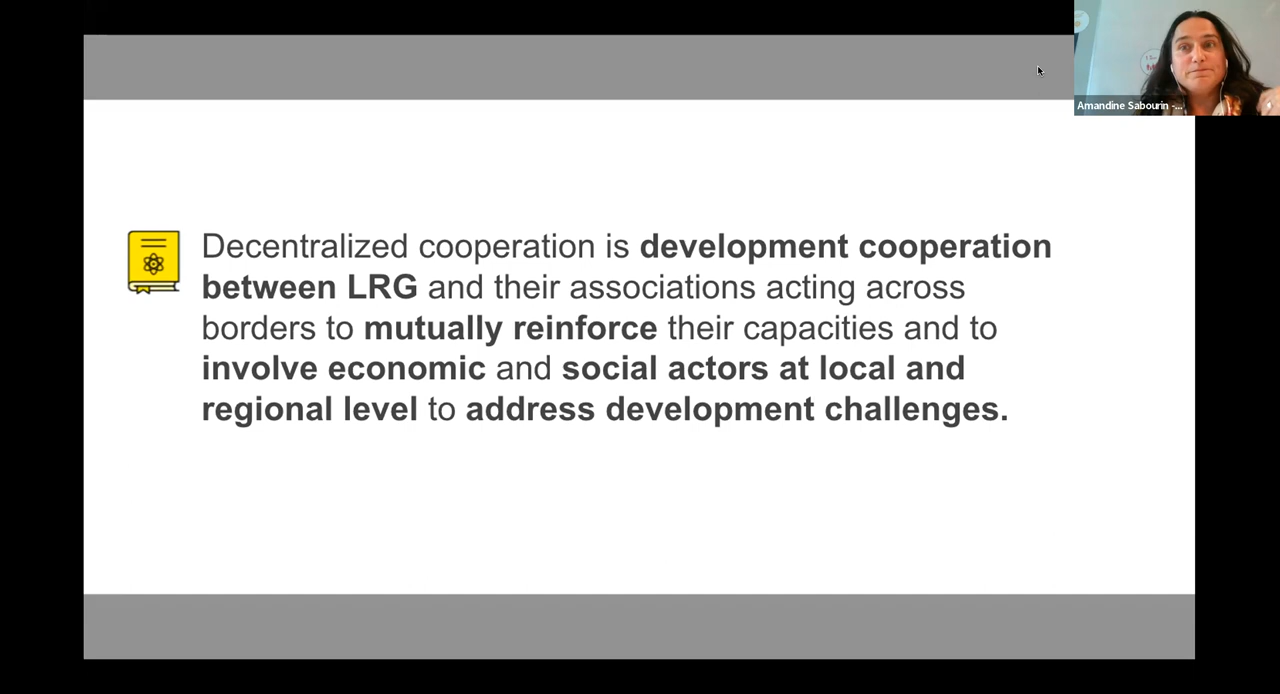 Amandine Sabourin -...
Decentralized cooperation is development cooperation
between LRG and their associations acting across
borders to mutually reinforce their capacities and to
involve economic and social actors at local and
regional level to address development challenges.